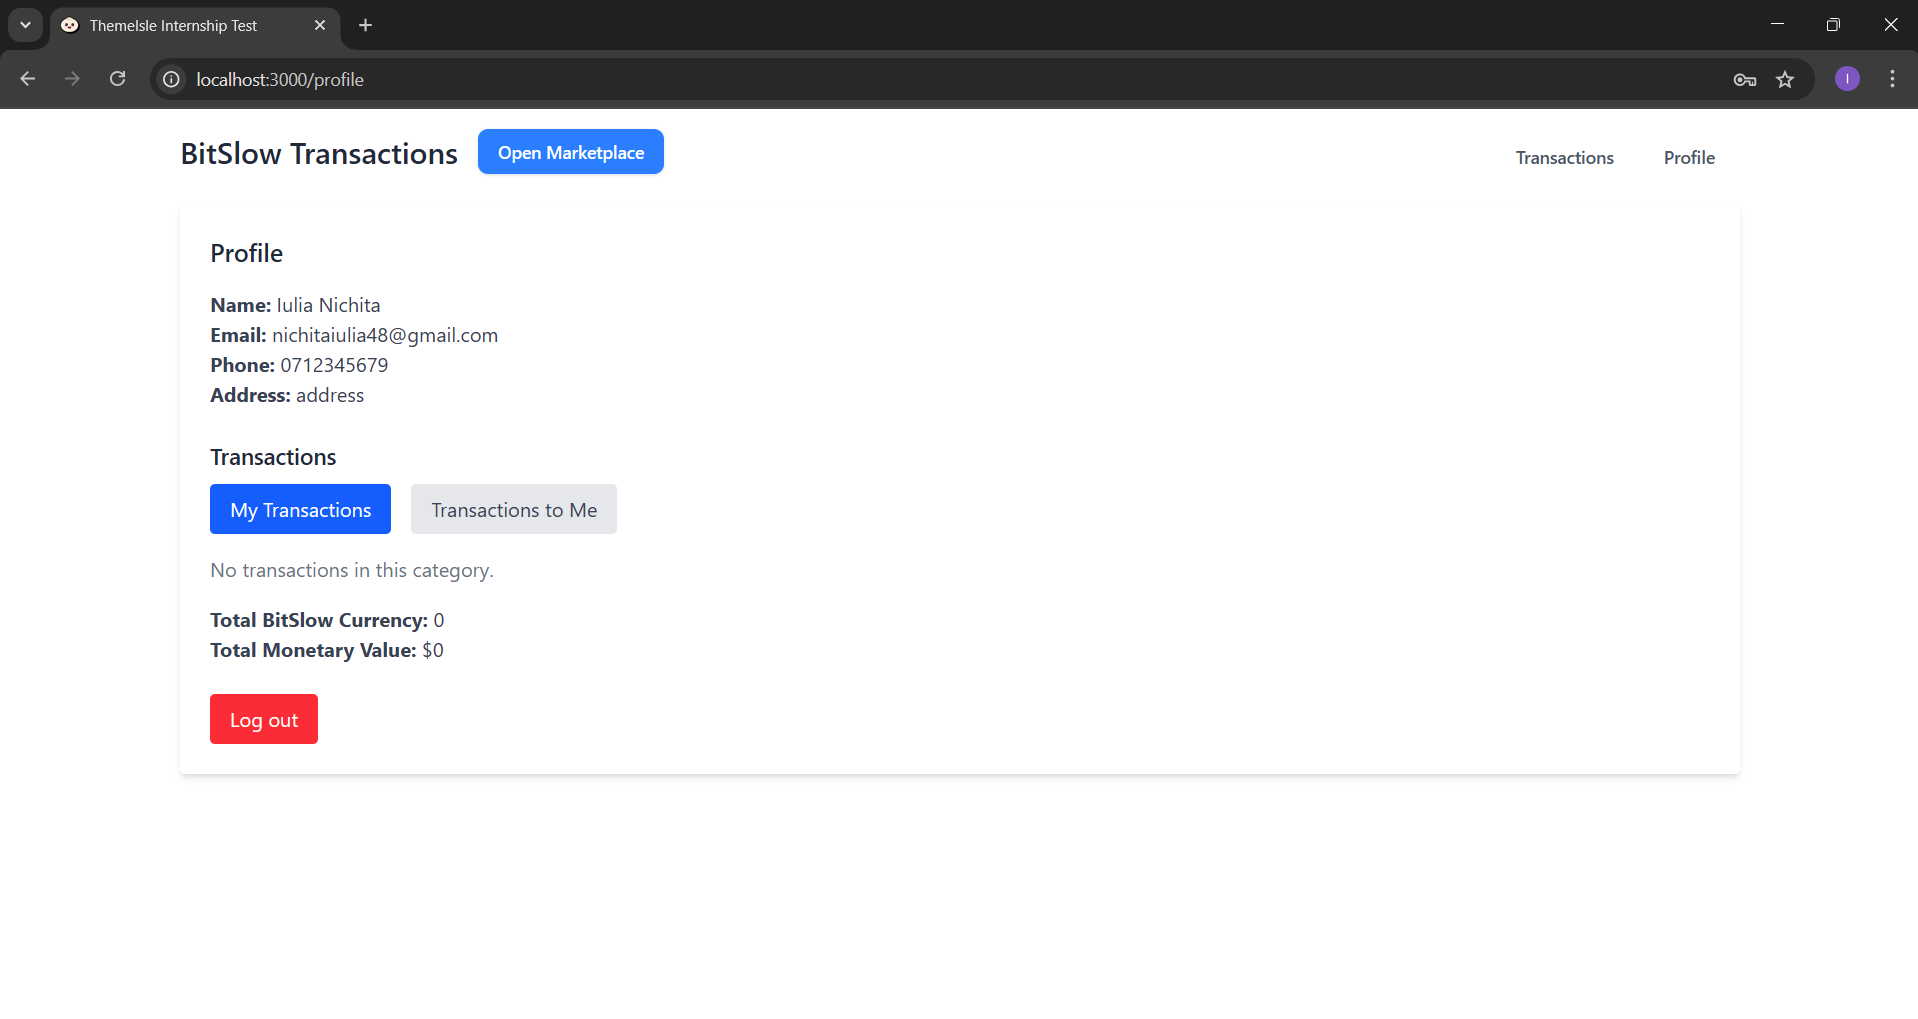 ThemeIsle Internship Test
localhost:3000/profile
I
BitSlow Transactions
Open Marketplace
Transactions
Profile
Profile
Name: Iulia Nichita
Email: nichitaiulia48@gmail.com
Phone: 0712345679
Address: address
Transactions
My Transactions
Transactions to Me
No transactions in this category.
Total BitSlow Currency: 0
Total Monetary Value: $0
Log out